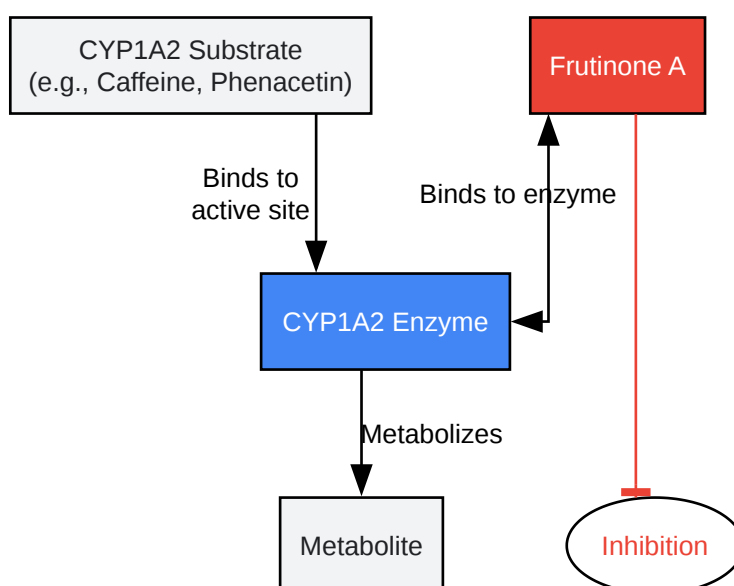 CYP1A2 Substrate
(e.g., Caffeine, Phenacetin)
Frutinone A
Binds to
active site
Binds to enzyme
CYP1A2 Enzyme
Metabolizes
Metabolite
Inhibition